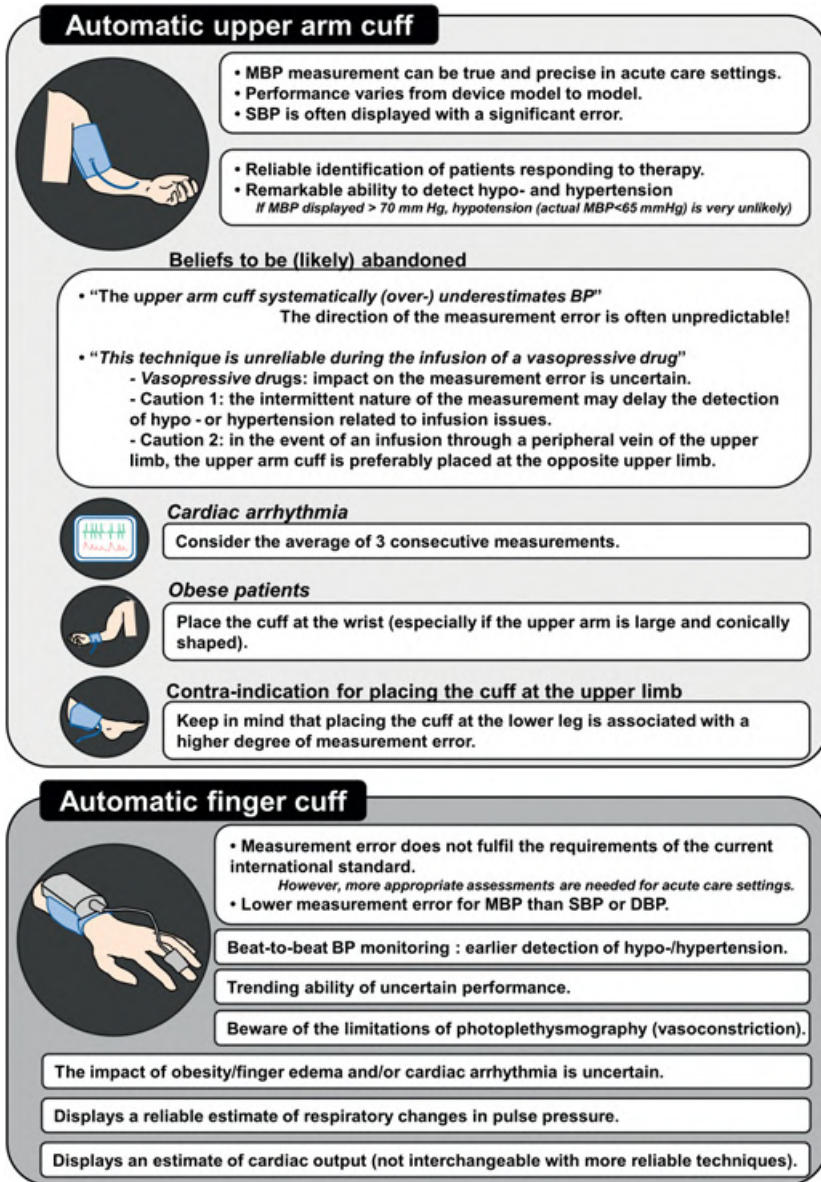 Automatic upper arm cuff
• MBP measurement can be true and precise in acute care settings.
• Performance varies from device model to model.
• SBP is often displayed with a significant error.
• Reliable identification of patients responding to therapy.
• Remarkable ability to detect hypo- and hypertension
If MBP displayed > 70 mm Hg, hypotension (actual MBP<65 mmHg) is very unlikely)
Beliefs to be (likely) abandoned
• “The upper arm cuff systematically (over-) underestimates BP”
The direction of the measurement error is often unpredictable!
• “This technique is unreliable during the infusion of a vasopressive drug”
- Vasopressive drugs: impact on the measurement error is uncertain.
- Caution 1: the intermittent nature of the measurement may delay the detection
of hypo - or hypertension related to infusion issues.
- Caution 2: in the event of an infusion through a peripheral vein of the upper
limb, the upper arm cuff is preferably placed at the opposite upper limb.
Cardiac arrhythmia
Consider the average of 3 consecutive measurements.
Obese patients
Place the cuff at the wrist (especially if the upper arm is large and conically
shaped).
Contra-indication for placing the cuff at the upper limb
Keep in mind that placing the cuff at the lower leg is associated with a
higher degree of measurement error.
Automatic finger cuff
• Measurement error does not fulfil the requirements of the current
international standard.
However, more appropriate assessments are needed for acute care settings.
• Lower measurement error for MBP than SBP or DBP.
Beat-to-beat BP monitoring : earlier detection of hypo-/hypertension.
Trending ability of uncertain performance.
Beware of the limitations of photoplethysmography (vasoconstriction).
The impact of obesity/finger edema and/or cardiac arrhythmia is uncertain.
Displays a reliable estimate of respiratory changes in pulse pressure.
Displays an estimate of cardiac output (not interchangeable with more reliable techniques).